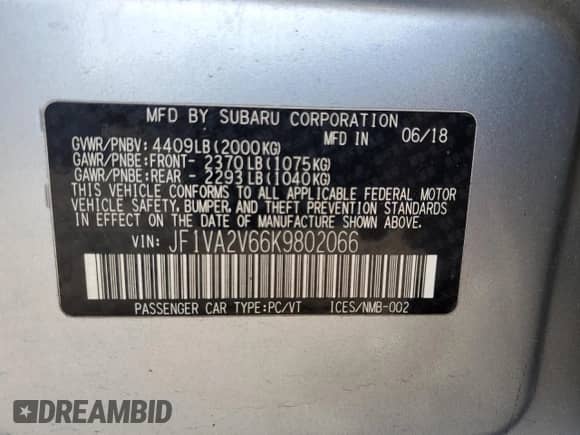 MFD BY SUBARU CORPORATION
GVWR/PNBV: 4409LB(2000KG) MFD IN 06/18
GAWR/PNBE:FRONT- 2370LB(1075KG)
GAWR/PNBE:REAR - 2293LB(1040KG)
THIS VEHICLE CONFORMS TO ALL APPLICABLE FEDERAL MOTOR
VEHICLE SAFETY, BUMPER, AND THEFT PREVENTION STANDARDS
IN EFFECT ON THE DATE OF MANUFACTURE SHOWN ABOVE.
VIN: JF1VA2V66K9802066
PASSENGER CAR TYPE:PC/VT ICES/NMB-002
DREAMBID